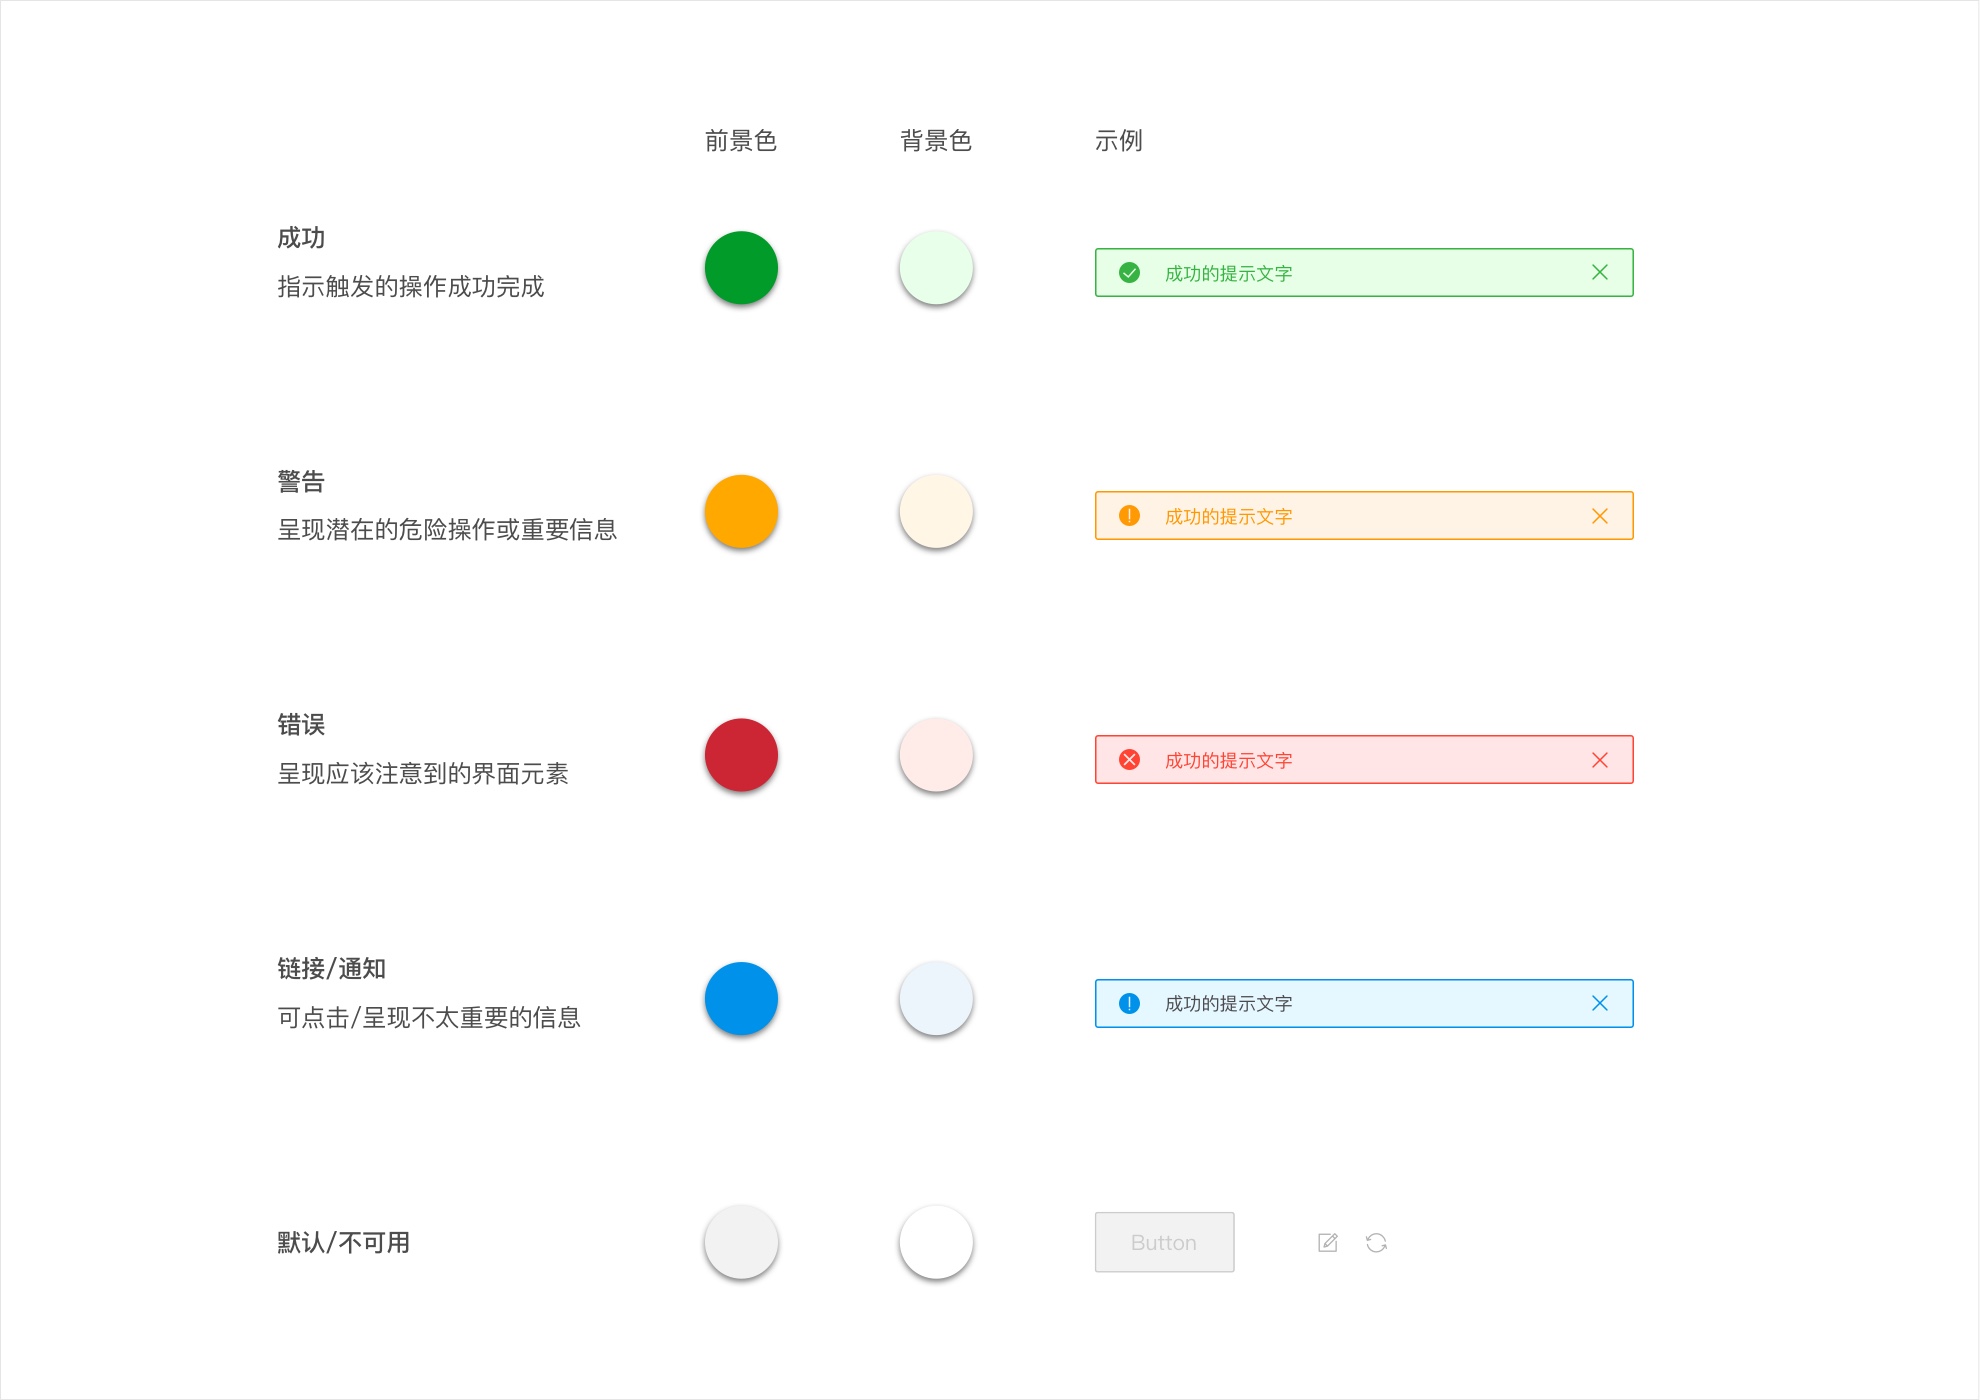 前景色 背景色 示例
成功
指示触发的操作成功完成
成功的提示文字
警告
呈现潜在的危险操作或重要信息
成功的提示文字
错误
呈现应该注意到的界面元素
成功的提示文字
链接/通知
可点击/呈现不太重要的信息
成功的提示文字
默认/不可用
Button